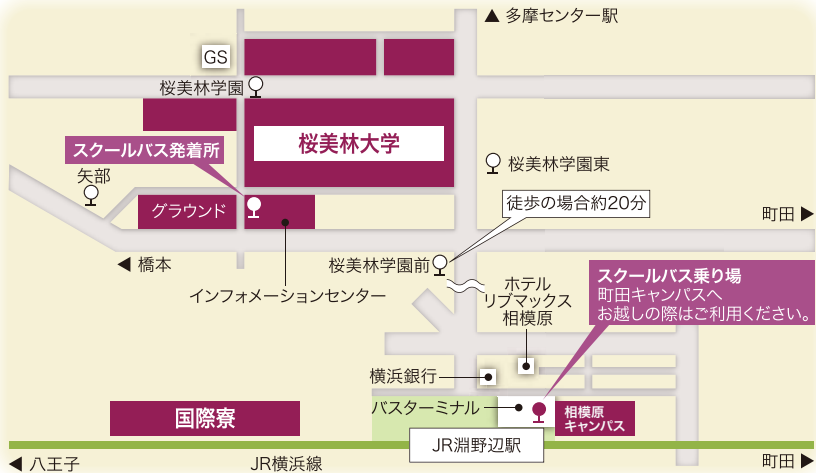 ▲ 多摩センター駅
GS
桜美林学園
桜美林大学
スクールバス発着所
桜美林学園東
矢部
徒歩の場合約20分
グラウンド
町田 ▶
◀ 橋本
桜美林学園前
インフォメーションセンター
ホテル
リブマックス
相模原
スクールバス乗り場
町田キャンパスへ
お越しの際はご利用ください。
横浜銀行
バスターミナル
国際寮
相模原
キャンパス
JR淵野辺駅
◀ 八王子
JR横浜線
町田 ▶